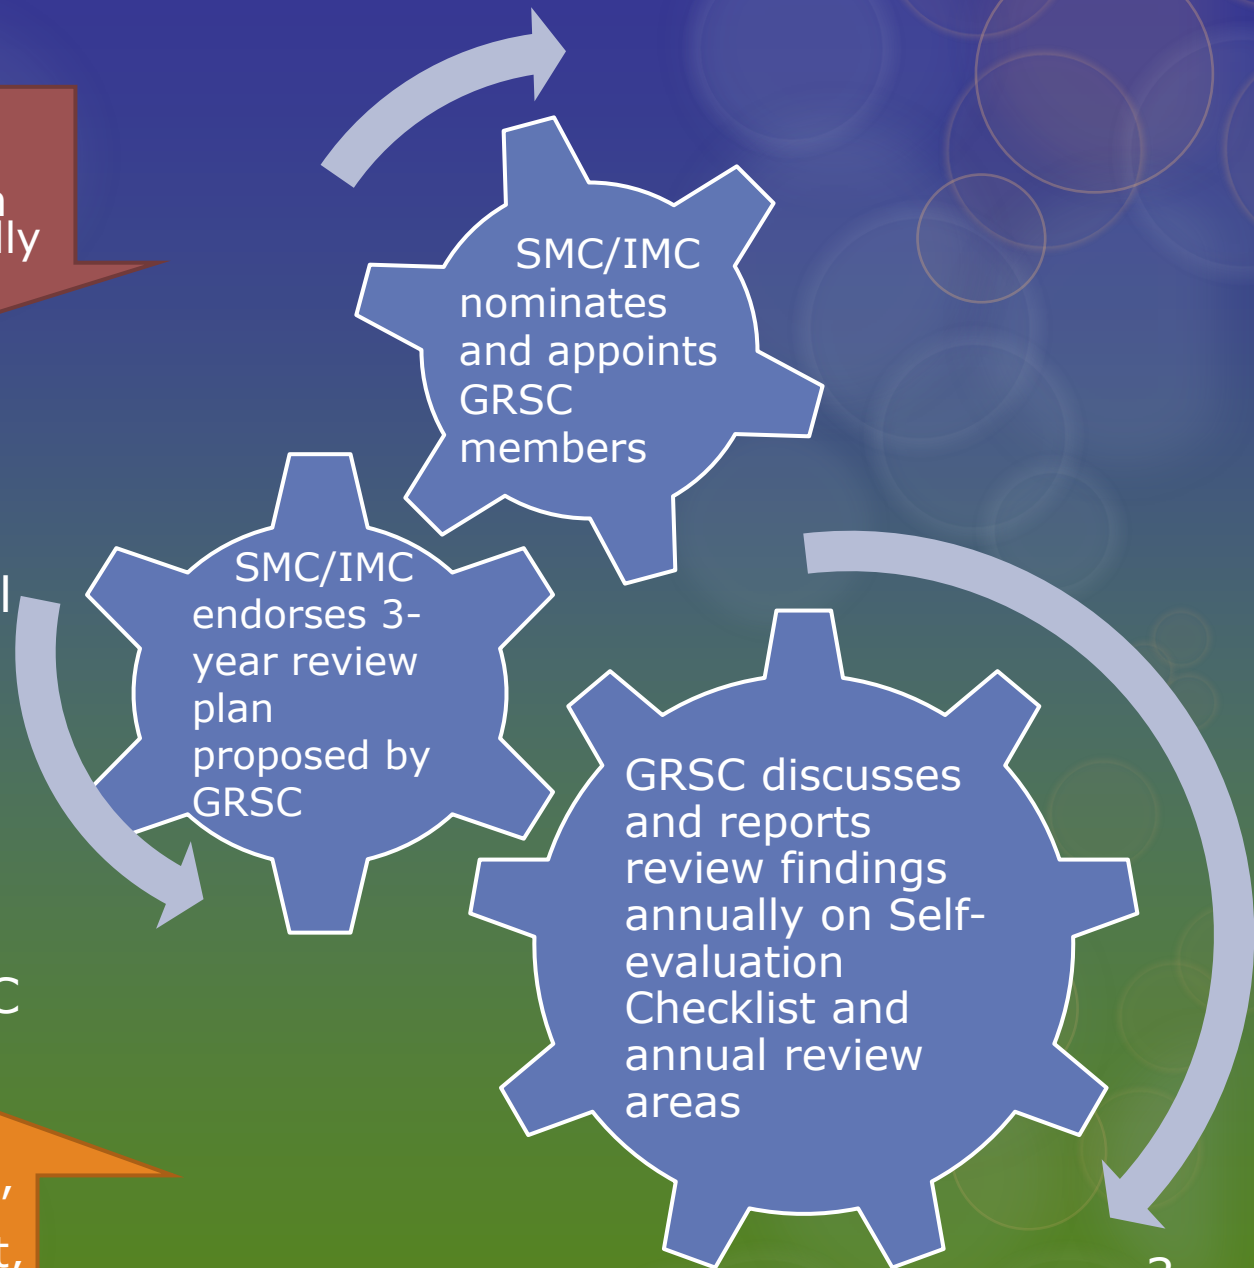 SMC/IMC
nominates
and appoints
GRSC
members
SMC/IMC
endorses 3-
year review
plan
proposed by
GRSC
GRSC discusses
and reports
review findings
annually on Self-
evaluation
Checklist and
annual review
areas